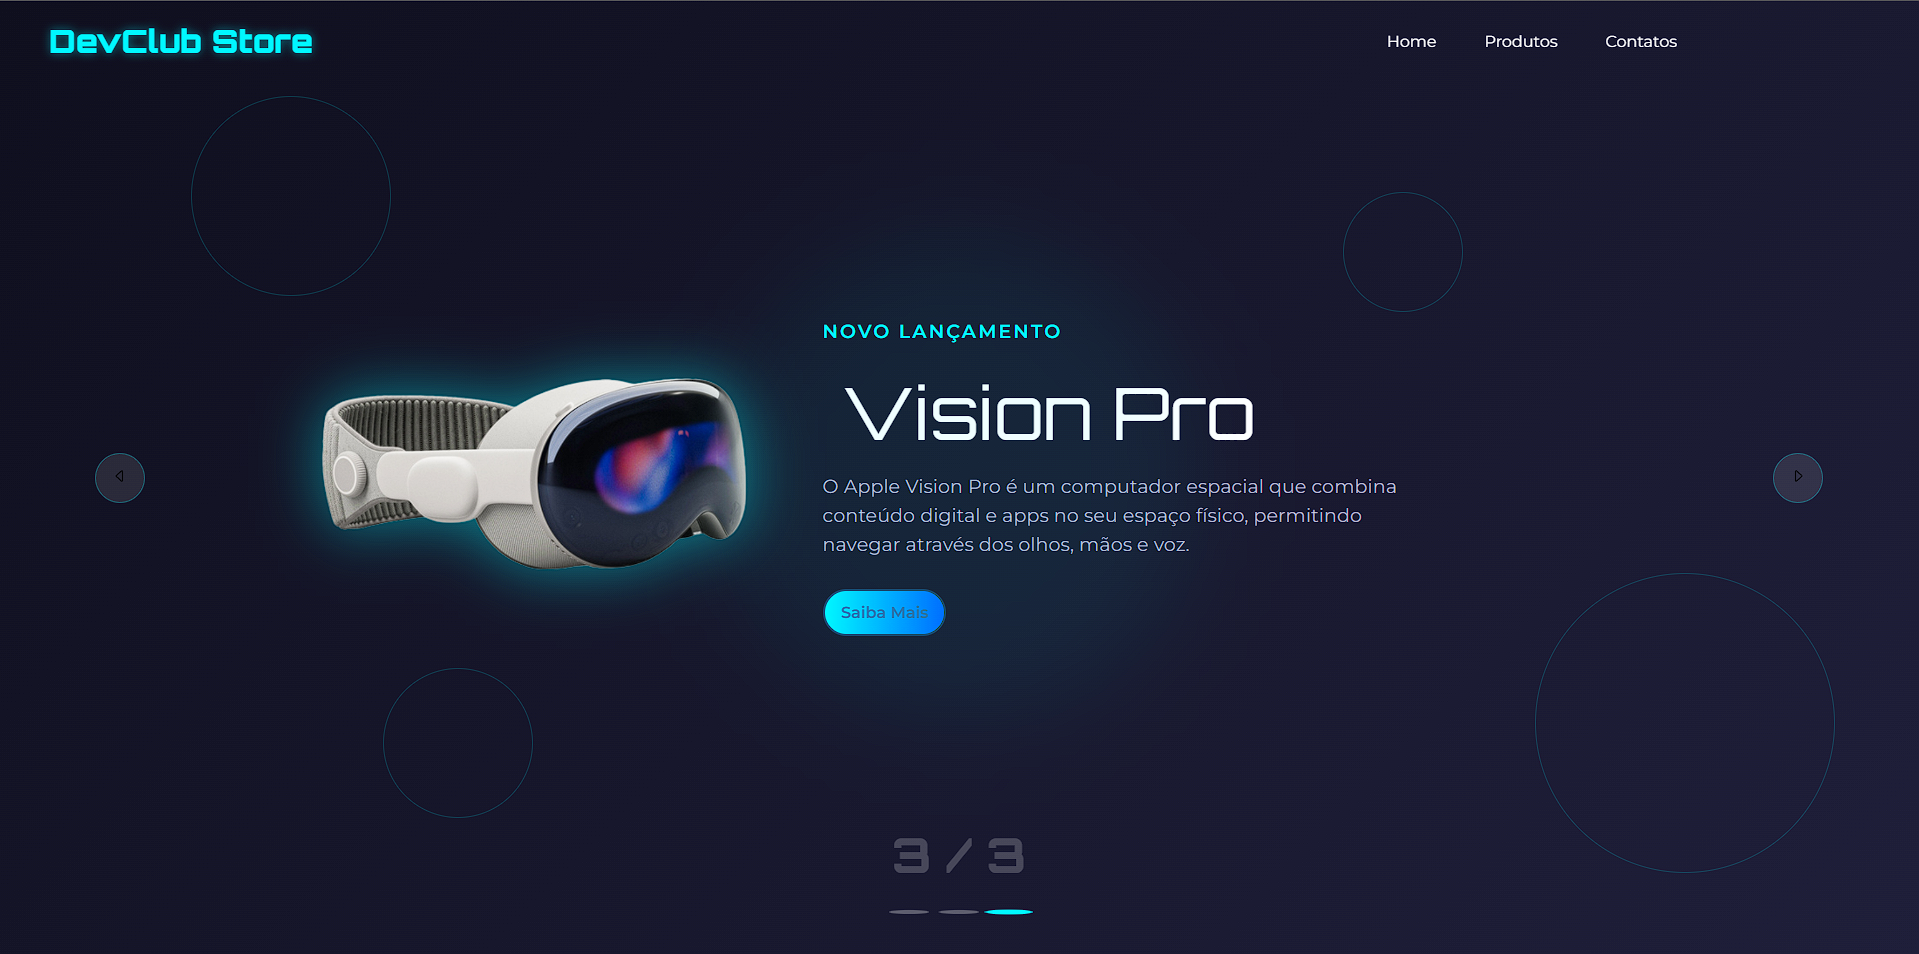 DevClub Store
Home
Produtos
Contatos
NOVO LANÇAMENTO
Vision Pro
O Apple Vision Pro é um computador espacial que combina
conteúdo digital e apps no seu espaço físico, permitindo
navegar através dos olhos, mãos e voz.
Saiba Mais
3 / 3